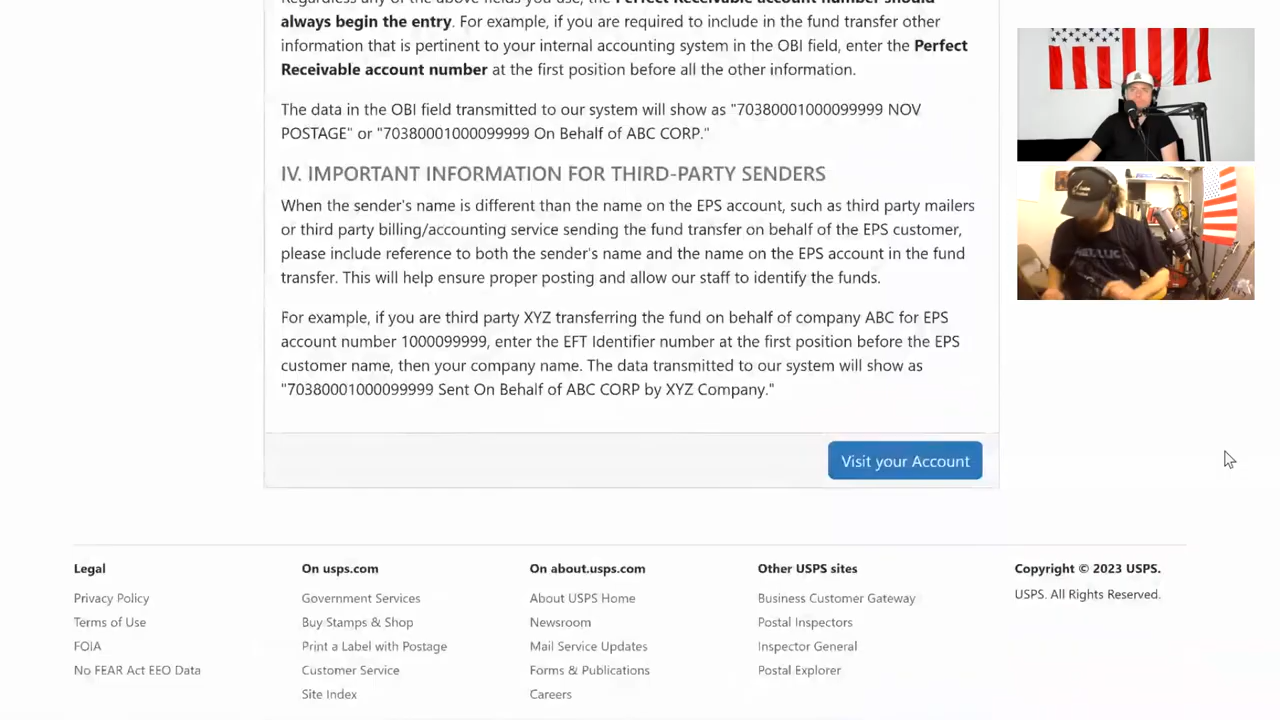 Regardless any of the above fields you use, the Perfect Receivable account number should
always begin the entry. For example, if you are required to include in the fund transfer other
information that is pertinent to your internal accounting system in the OBI field, enter the Perfect
Receivable account number at the first position before all the other information.
The data in the OBI field transmitted to our system will show as "70380001000099999 NOV
POSTAGE" or "70380001000099999 On Behalf of ABC CORP."
IV. IMPORTANT INFORMATION FOR THIRD-PARTY SENDERS
When the sender's name is different than the name on the EPS account, such as third party mailers
or third party billing/accounting service sending the fund transfer on behalf of the EPS customer,
please include reference to both the sender's name and the name on the EPS account in the fund
transfer. This will help ensure proper posting and allow our staff to identify the funds.
For example, if you are third party XYZ transferring the fund on behalf of company ABC for EPS
account number 1000099999, enter the EFT Identifier number at the first position before the EPS
customer name, then your company name. The data transmitted to our system will show as
"70380001000099999 Sent On Behalf of ABC CORP by XYZ Company."
Visit your Account
Legal
Privacy Policy
Terms of Use
FOIA
No FEAR Act EEO Data
On usps.com
Government Services
Buy Stamps & Shop
Print a Label with Postage
Customer Service
Site Index
On about.usps.com
About USPS Home
Newsroom
Mail Service Updates
Forms & Publications
Careers
Other USPS sites
Business Customer Gateway
Postal Inspectors
Inspector General
Postal Explorer
Copyright © 2023 USPS.
USPS. All Rights Reserved.